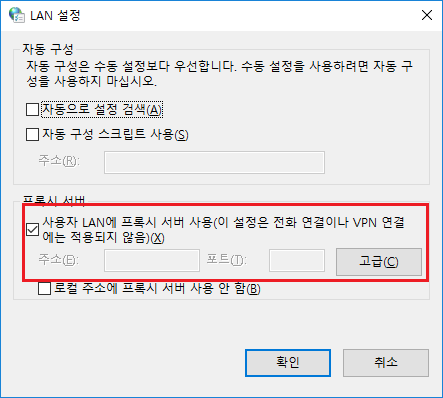 LAN 설정
자동 구성
자동 구성은 수동 설정보다 우선합니다. 수동 설정을 사용하려면 자동 구
성을 사용하지 마십시오.
자동으로 설정 검색(A)
자동 구성 스크립트 사용(S)
주소(R):
프록시 서버
사용자 LAN에 프록시 서버 사용(이 설정은 전화 연결이나 VPN 연결
에는 적용되지 않음)(X)
주소(E): 포트(T): 고급(C)
로컬 주소에 프록시 서버 사용 안 함(B)
확인 취소